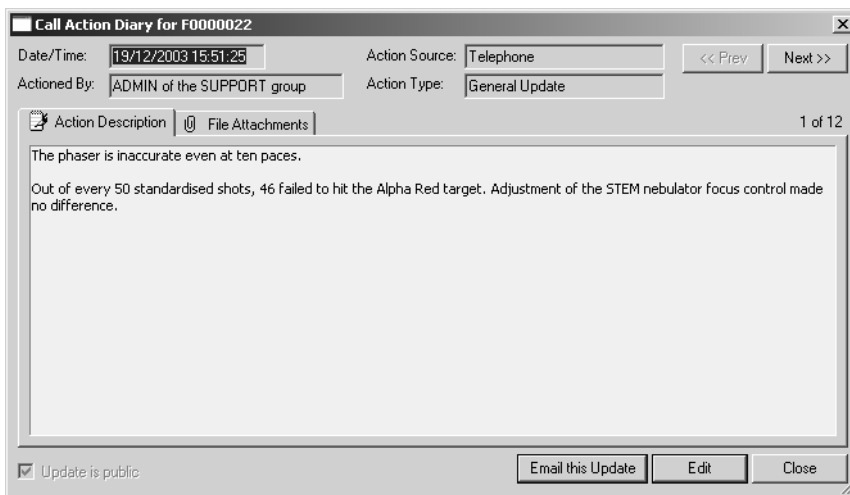 Call Action Diary for F0000022
Date/Time: 19/12/2003 15:51:25 Action Source: Telephone << Prev Next >>
Actioned By: ADMIN of the SUPPORT group Action Type: General Update
Action Description File Attachments 1 of 12
The phaser is inaccurate even at ten paces.
Out of every 50 standardised shots, 46 failed to hit the Alpha Red target. Adjustment of the STEM nebulator focus control made
no difference.
Update is public Email this Update Edit Close